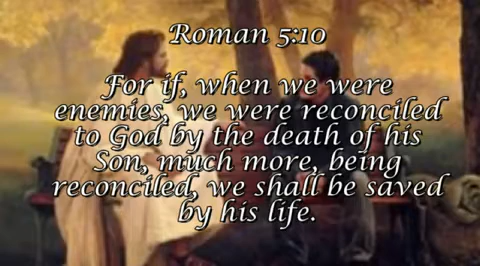 Roman 5:10
For if, when we were
enemies, we were reconciled
to God by the death of his
Son, much more, being
reconciled, we shall be saved
by his life.